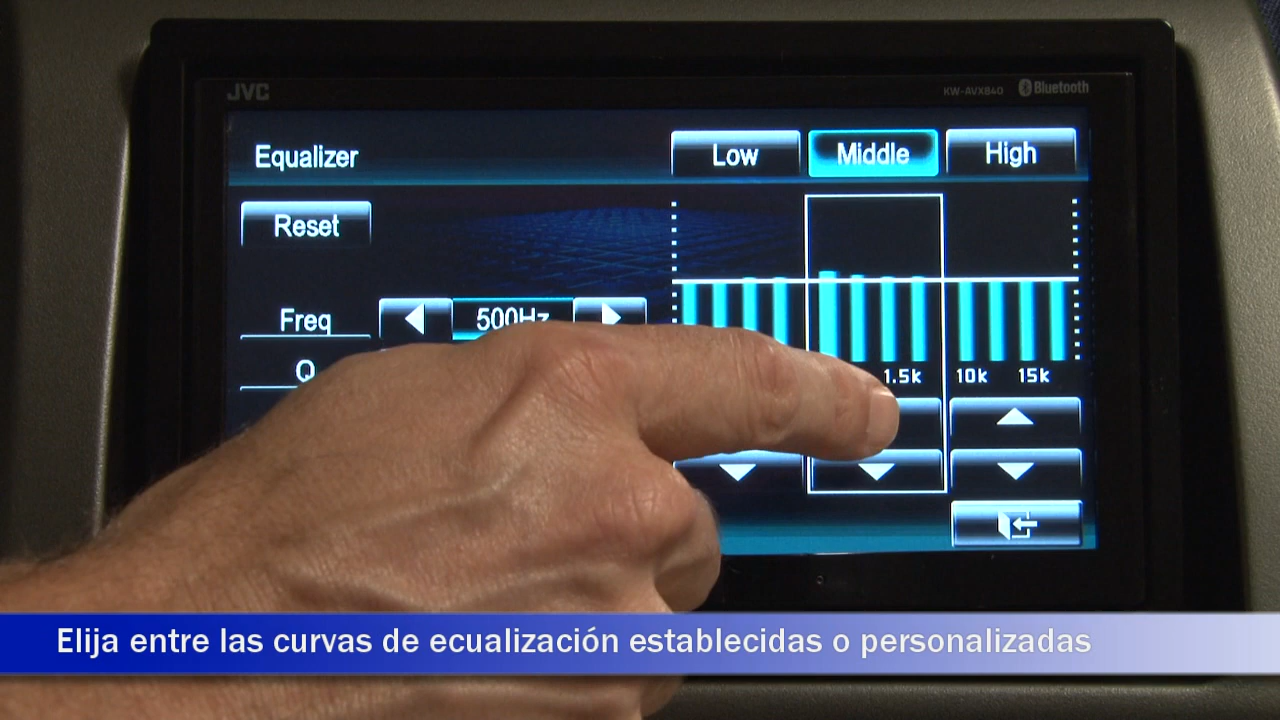 JVC
KW-AVX840 Bluetooth
Equalizer
Low Middle High
Reset
Freq 500Hz
Q
1.5k 10k 15k
Elija entre las curvas de ecualización establecidas o personalizadas